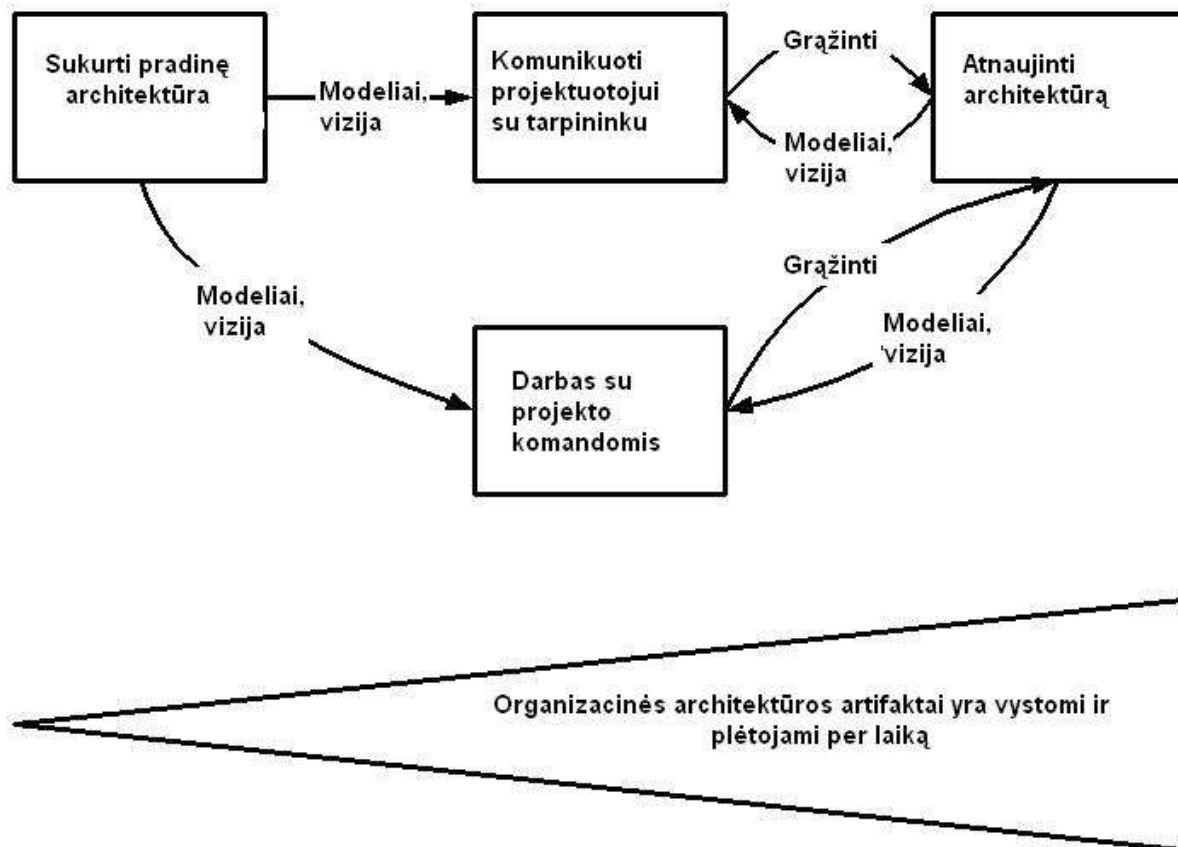 Sukurti pradinę
architektūra
Modeliai,
vizija
Komunikuoti
projektuotojui
su tarpininku
Grąžinti
Modeliai,
vizija
Atnaujinti
architektūrą
Modeliai,
vizija
Grąžinti
Modeliai,
vizija
Darbas su
projekto
komandomis
Organizacinės architektūros artifaktai yra vystomi ir
plėtojami per laiką